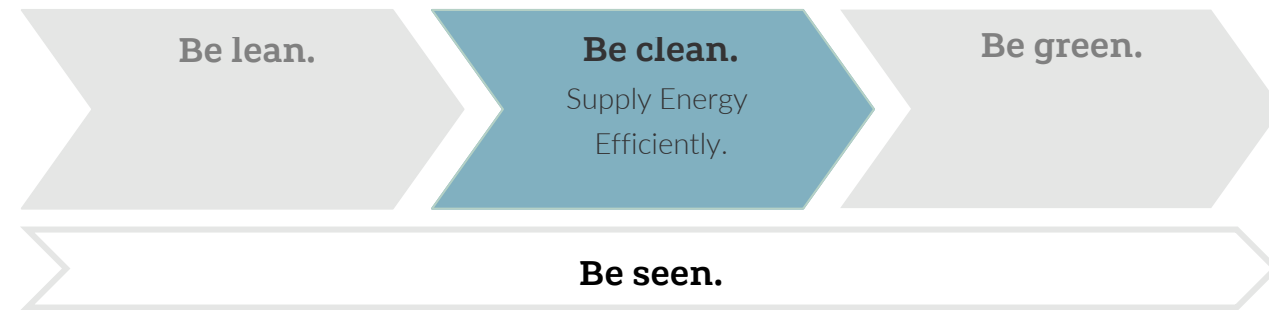 Be lean.
Be clean.
Supply Energy
Efficiently.
Be green.
Be seen.